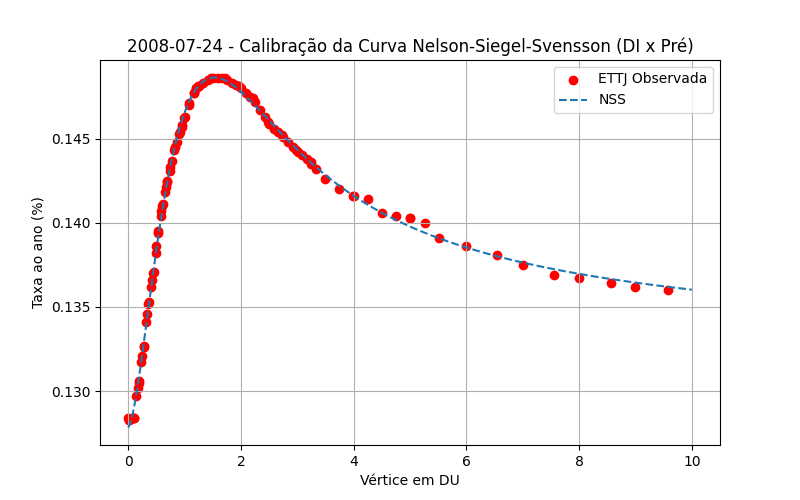 2008-07-24 - Calibração da Curva Nelson-Siegel-Svensson (DI x Pré)
ETTJ Observada
NSS
Taxa ao ano (%)
0.145
0.140
0.135
0.130
0
2
4
6
8
10
Vértice em DU